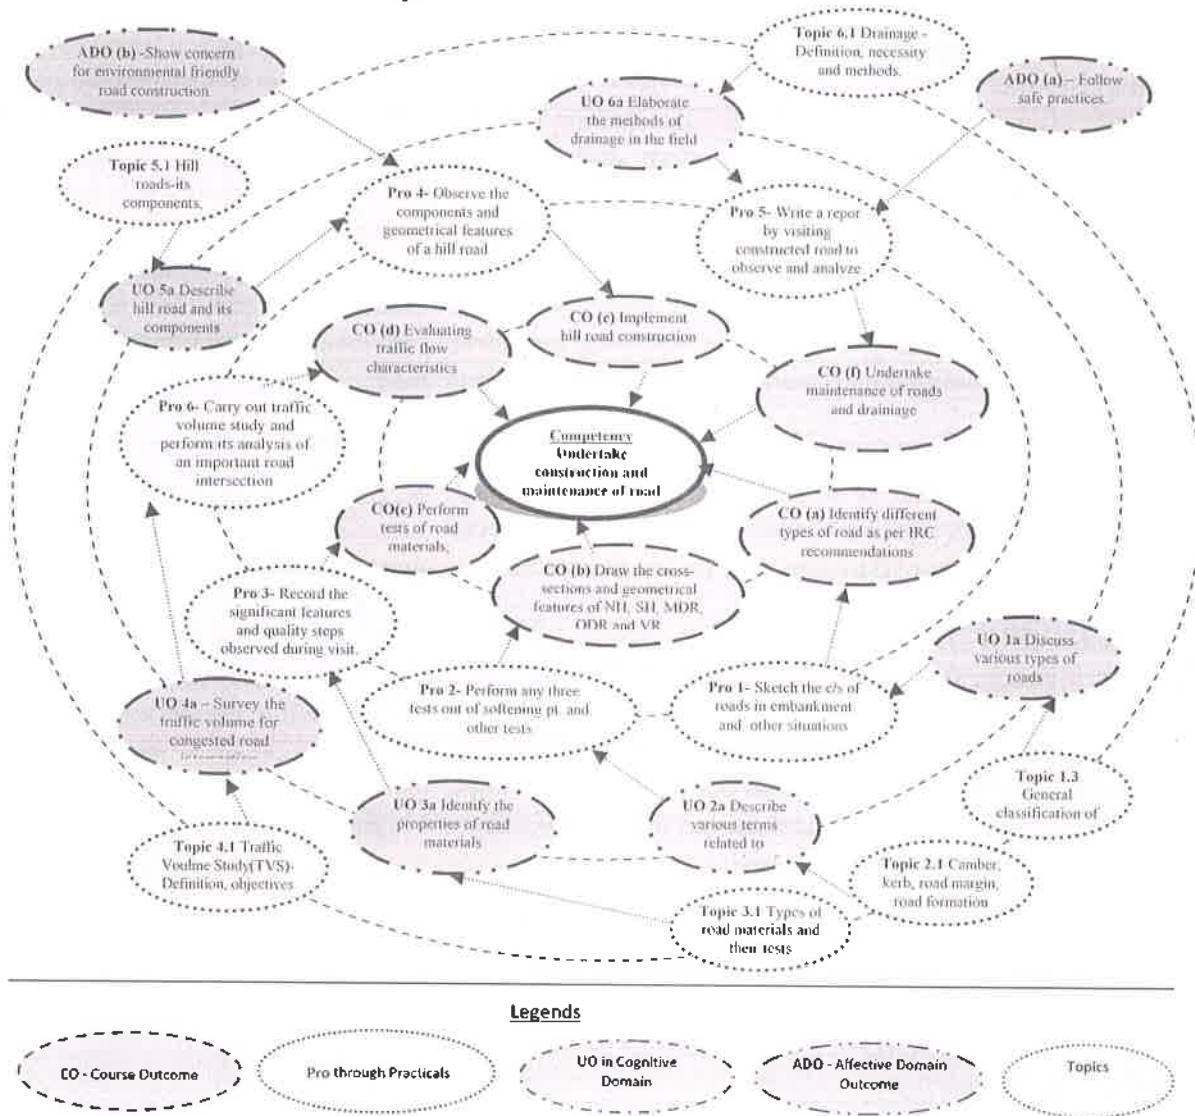 ADO (b) -Show concern
for environmental friendly
road construction.
Topic 6.1 Drainage -
Definition, necessity
and methods.
ADO (a) – Follow
safe practices.
UO 6a Elaborate
the methods of
drainage in the field
Topic 5.1 Hill
roads-its
components,
Pro 4- Observe the
components and
geometrical features
of a hill road
Pro 5- Write a repor
by visiting
constructed road to
observe and analyze
UO 5a Describe
hill road and its
components
CO (d) Evaluating
traffic flow
characteristics
CO (e) Implement
hill road construction
CO (f) Undertake
maintenance of roads
and drainiage
Pro 6- Carry out traffic
volume study and
perform its analysis of
an important road
intersection
Competency
Undertake
construction and
maintenance of road
CO(c) Perform
tests of road
materials,
CO (a) Identify different
types of road as per IRC
recommendations
CO (b) Draw the cross-
sections and geometrical
features of NH, SH, MDR,
ODR and VR
Pro 3- Record the
significant features
and quality steps
observed during visit.
UO 1a Discuss
various types of
roads
Pro 2- Perform any three
tests out of softening pt. and
other tests
Pro 1- Sketch the c/s of
roads in embankment
and other situations
UO 4a – Survey the
traffic volume for
congested road
Topic 1.3
General
classification of
UO 3a Identify the
properties of road
materials
UO 2a Describe
various terms
related to
Topic 4.1 Traffic
Voulme Study(TVS)-
Definition, objectives
Topic 2.1 Camber,
kerb, road margin,
road formation
Topic 3.1 Types of
road materials and
their tests
Legends
CO - Course Outcome
Pro through Practicals
UO in Cognitive
Domain
ADO - Affective Domain
Outcome
Topics